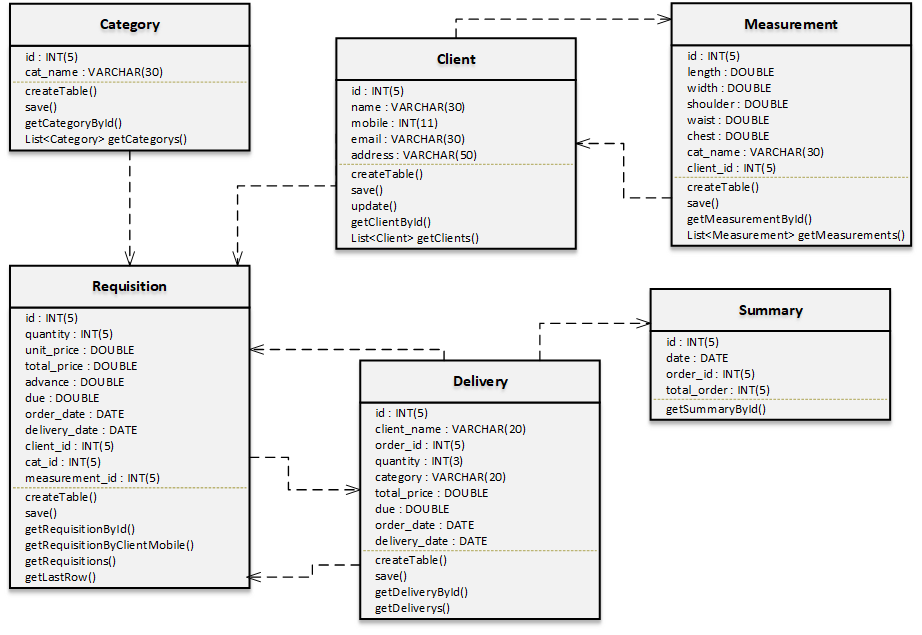 Category
id : INT(5)
cat_name : VARCHAR(30)
createTable()
save()
getCategoryById()
List<Category> getCategorys()
Client
id : INT(5)
name : VARCHAR(30)
mobile : INT(11)
email : VARCHAR(30)
address : VARCHAR(50)
createTable()
save()
update()
getClientById()
List<Client> getClients()
Measurement
id : INT(5)
length : DOUBLE
width : DOUBLE
shoulder : DOUBLE
waist : DOUBLE
chest : DOUBLE
cat_name : VARCHAR(30)
client_id : INT(5)
createTable()
save()
getMeasurementById()
List<Measurement> getMeasurements()
Requisition
id : INT(5)
quantity : INT(5)
unit_price : DOUBLE
total_price : DOUBLE
advance : DOUBLE
due : DOUBLE
order_date : DATE
delivery_date : DATE
client_id : INT(5)
cat_id : INT(5)
measurement_id : INT(5)
createTable()
save()
getRequisitionById()
getRequisitionByClientMobile()
getRequisitions()
getLastRow()
Delivery
id : INT(5)
client_name : VARCHAR(20)
order_id : INT(5)
quantity : INT(3)
category : VARCHAR(20)
total_price : DOUBLE
due : DOUBLE
order_date : DATE
delivery_date : DATE
createTable()
save()
getDeliveryById()
getDeliverys()
Summary
id : INT(5)
date : DATE
order_id : INT(5)
total_order : INT(5)
getSummaryById()